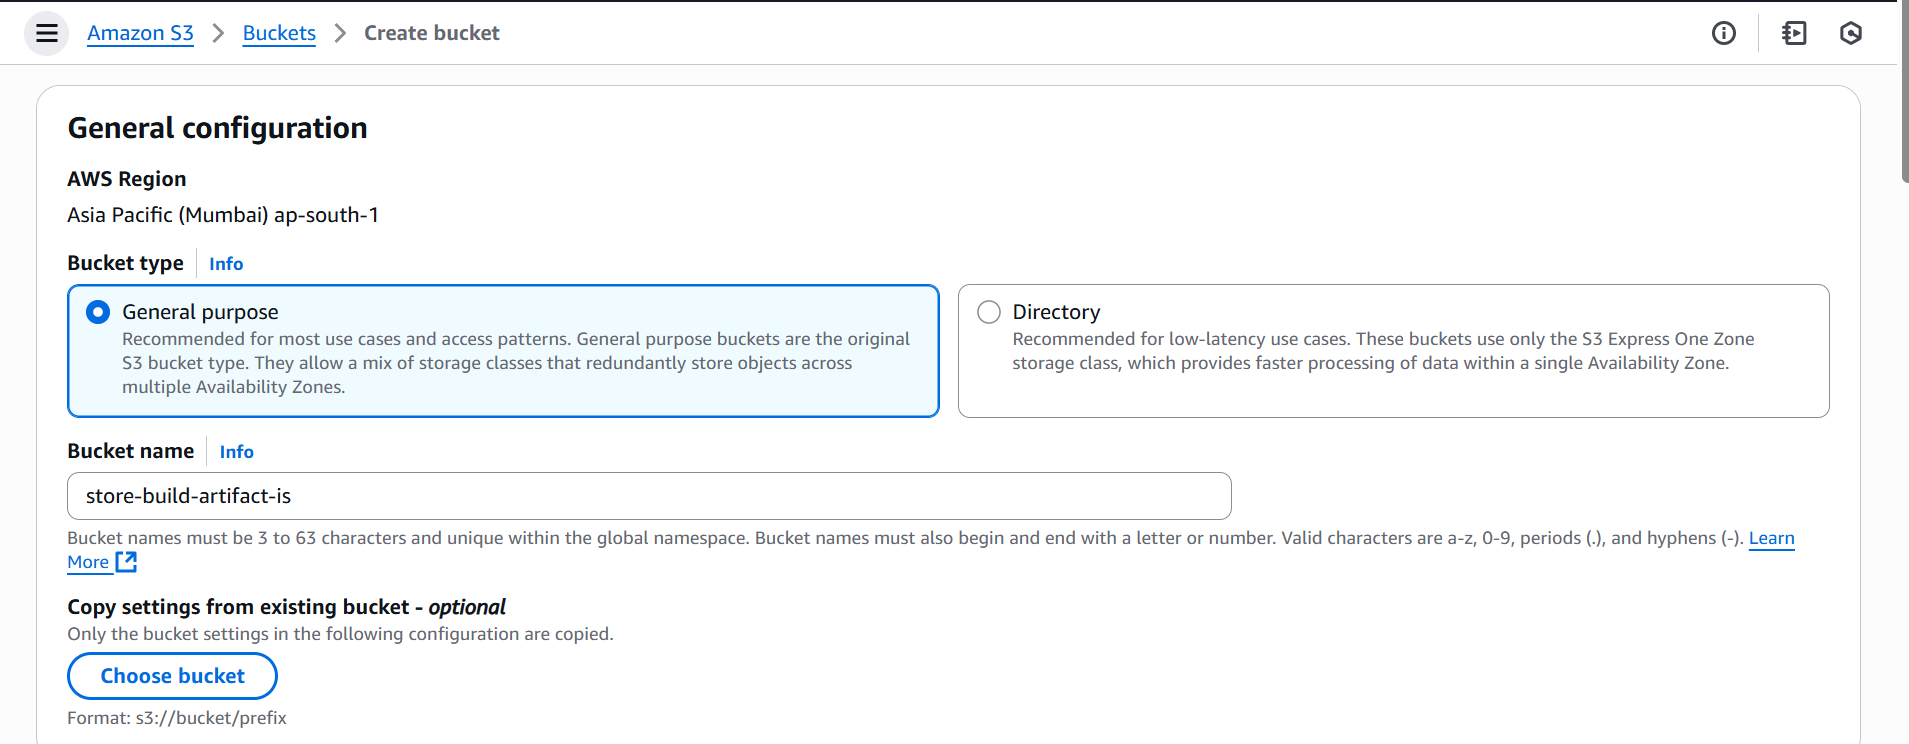 Amazon S3 > Buckets > Create bucket
General configuration
AWS Region
Asia Pacific (Mumbai) ap-south-1
Bucket type Info
General purpose
Recommended for most use cases and access patterns. General purpose buckets are the original
S3 bucket type. They allow a mix of storage classes that redundantly store objects across
multiple Availability Zones.
Directory
Recommended for low-latency use cases. These buckets use only the S3 Express One Zone
storage class, which provides faster processing of data within a single Availability Zone.
Bucket name Info
store-build-artifact-is
Bucket names must be 3 to 63 characters and unique within the global namespace. Bucket names must also begin and end with a letter or number. Valid characters are a-z, 0-9, periods (.), and hyphens (-). Learn
More
Copy settings from existing bucket - optional
Only the bucket settings in the following configuration are copied.
Choose bucket
Format: s3://bucket/prefix